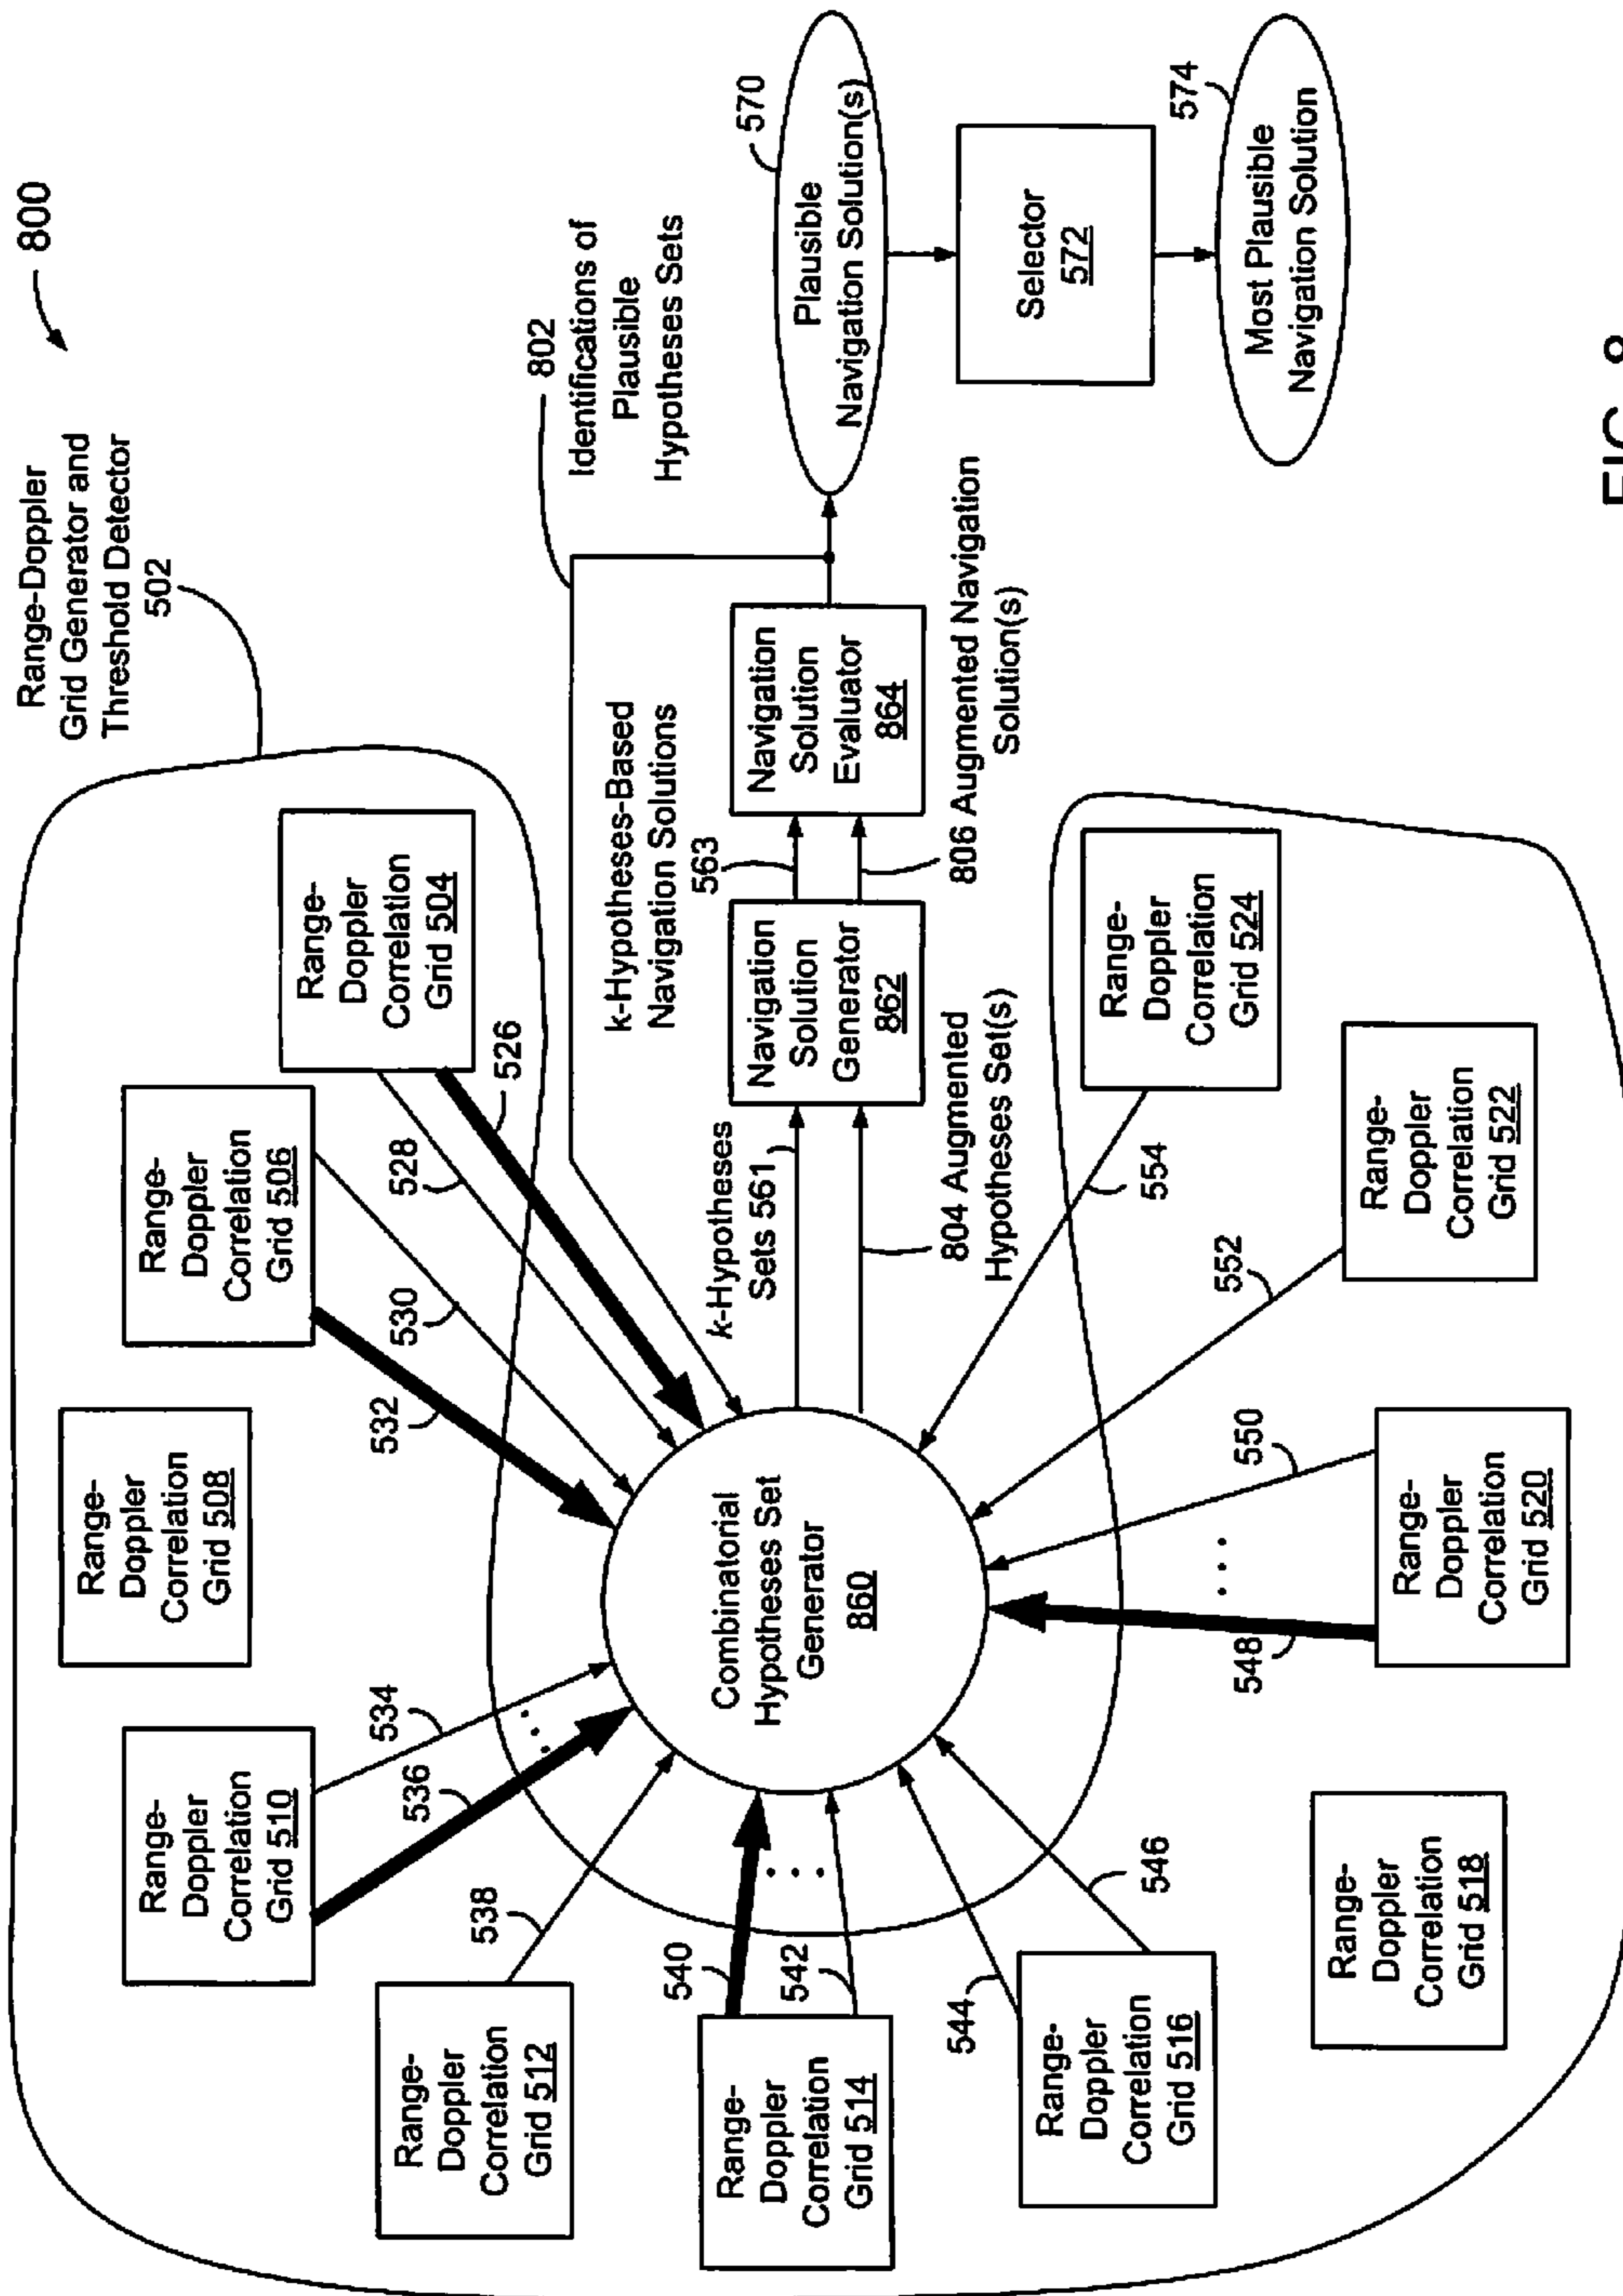 800
Range-Doppler
Grid Generator and
Threshold Detector
502
Range-
Doppler
Correlation
Grid 504
Range-
Doppler
Correlation
Grid 506
Range-
Doppler
Correlation
Grid 508
Range-
Doppler
Correlation
Grid 510
Range-
Doppler
Correlation
Grid 512
Range-
Doppler
Correlation
Grid 514
Range-
Doppler
Correlation
Grid 516
Range-
Doppler
Correlation
Grid 518
Range-
Doppler
Correlation
Grid 520
Range-
Doppler
Correlation
Grid 522
Range-
Doppler
Correlation
Grid 524
526
528
530
532
534
536
538
540
542
544
546
548
550
552
554
Combinatorial
Hypotheses Set
Generator
860
k-Hypotheses
Sets 561
804 Augmented
Hypotheses Set(s)
Navigation
Solution
Generator
862
k-Hypotheses-Based
Navigation Solutions
563
806 Augmented Navigation
Solution(s)
Navigation
Solution
Evaluator
864
802
Identifications of
Plausible
Hypotheses Sets
570
Plausible
Navigation Solution(s)
Selector
572
574
Most Plausible
Navigation Solution
FIG. 8